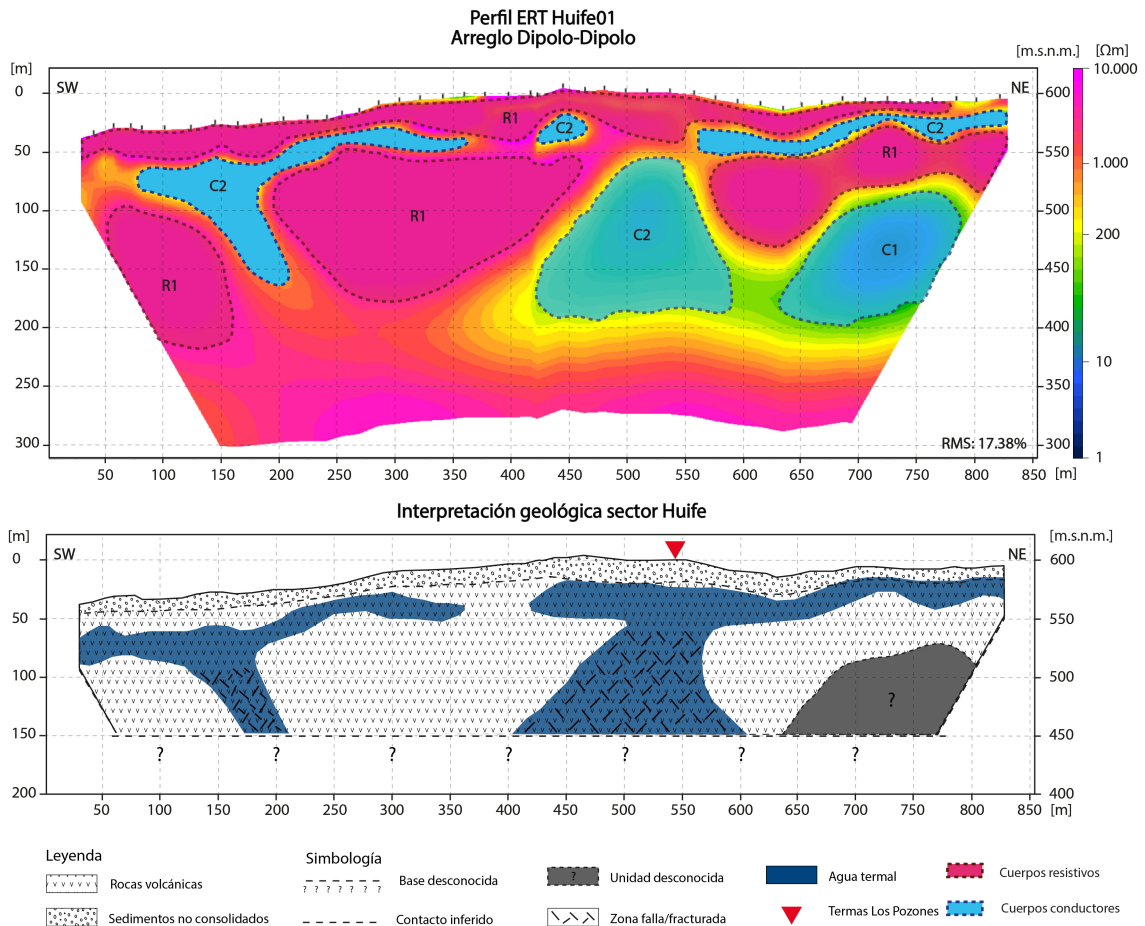 Perfil ERT Huife01
Arreglo Dipolo-Dipolo
[m] [m.s.n.m.] [Ωm]
SW NE
0 600 10.000
R1 C2 C2
50 550 1.000
R1
C2
100 R1 500 200
C2
C1
150 450
R1
200 400
10
250 350
300 RMS: 17.38% 300 1
50 100 150 200 250 300 350 400 450 500 550 600 650 700 750 800 850 [m]
Interpretación geológica sector Huife
[m] [m.s.n.m.]
SW NE
0 600
50 550
100 500
?
150 450
? ? ? ? ? ? ?
200 400
50 100 150 200 250 300 350 400 450 500 550 600 650 700 750 800 850 [m]
Leyenda Simbología
Rocas volcánicas
? ? ? ? ? ? ? Base desconocida
? Unidad desconocida
Agua termal
Cuerpos resistivos
Sedimentos no consolidados
Contacto inferido
Zona falla/fracturada
Termas Los Pozones
Cuerpos conductores